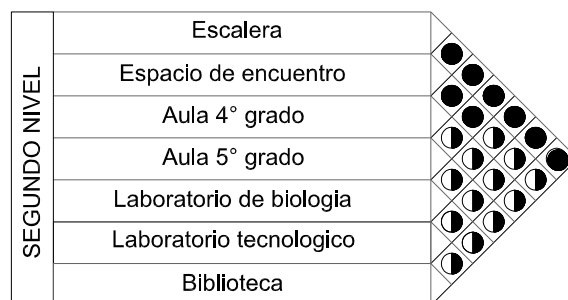 SEGUNDO NIVEL
Escalera
Espacio de encuentro
Aula 4° grado
Aula 5° grado
Laboratorio de biologia
Laboratorio tecnologico
Biblioteca